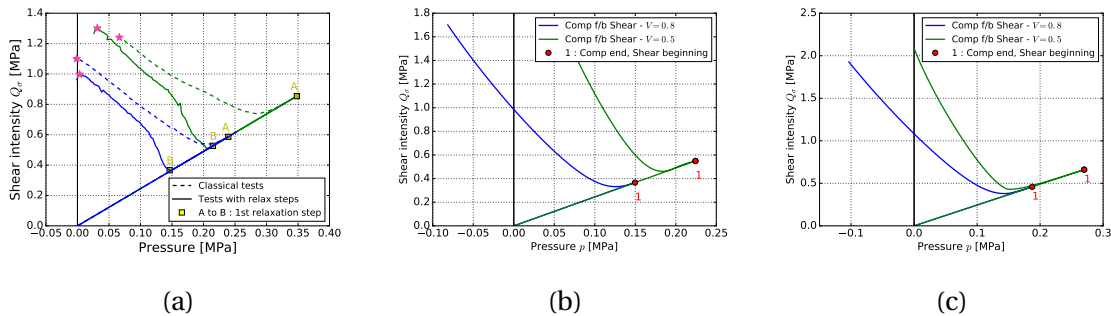 Shear intensity Qσ [MPa]
1.4
1.2
1.0
0.8
0.6
0.4
0.2
0.0
A
A
B
B
Classical tests
Tests with relax steps
A to B : 1st relaxation step
−0.05 0.00 0.05 0.10 0.15 0.20 0.25 0.30 0.35 0.40
Pressure [MPa]
(a)
Shear intensity Qσ [MPa]
1.8
1.6
1.4
1.2
1.0
0.8
0.6
0.4
0.2
0.0
Comp f/b Shear - V = 0.8
Comp f/b Shear - V = 0.5
1 : Comp end, Shear beginning
1
1
−0.10 −0.05 0.00 0.05 0.10 0.15 0.20 0.25
Pressure p [MPa]
(b)
Shear intensity Qσ [MPa]
2.5
2.0
1.5
1.0
0.5
0.0
Comp f/b Shear - V = 0.8
Comp f/b Shear - V = 0.5
1 : Comp end, Shear beginning
1
1
−0.1 0.0 0.1 0.2 0.3
Pressure p [MPa]
(c)